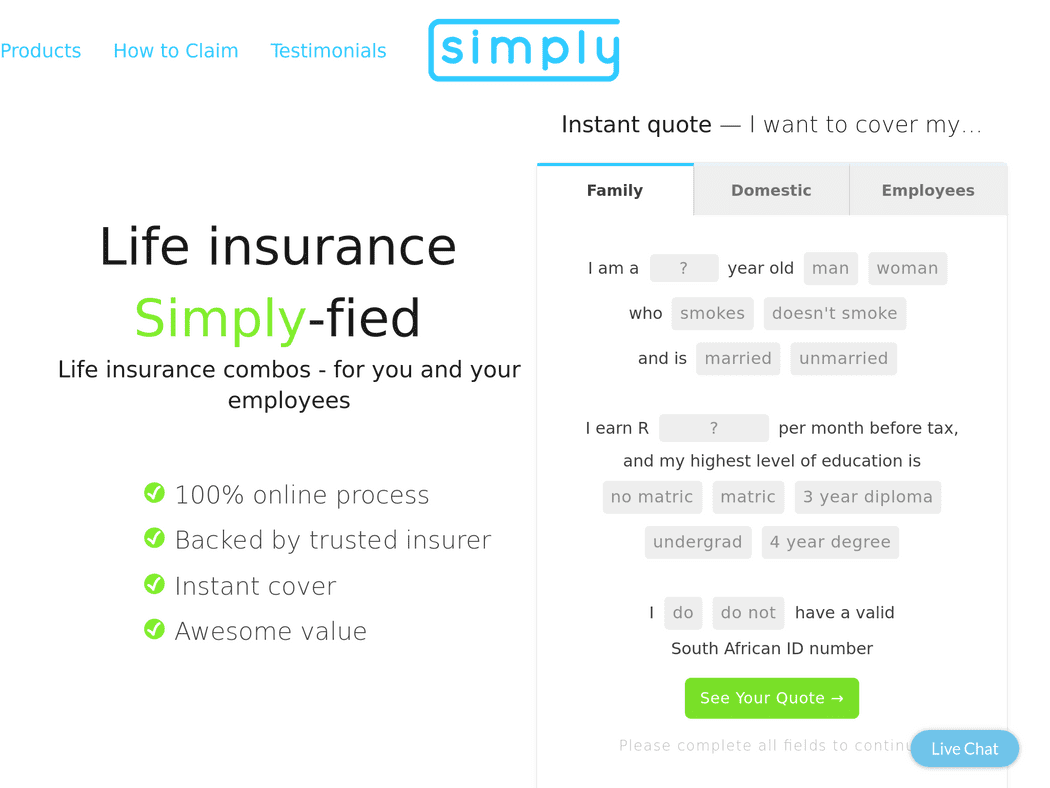 Products How to Claim Testimonials
simply
Instant quote — I want to cover my...
Family Domestic Employees
Life insurance
Simply-fied
Life insurance combos - for you and your
employees
100% online process
Backed by trusted insurer
Instant cover
Awesome value
I am a ? year old man woman
who smokes doesn't smoke
and is married unmarried
I earn R ? per month before tax,
and my highest level of education is
no matric matric 3 year diploma
undergrad 4 year degree
I do do not have a valid
South African ID number
See Your Quote →
Please complete all fields to
Live Chat